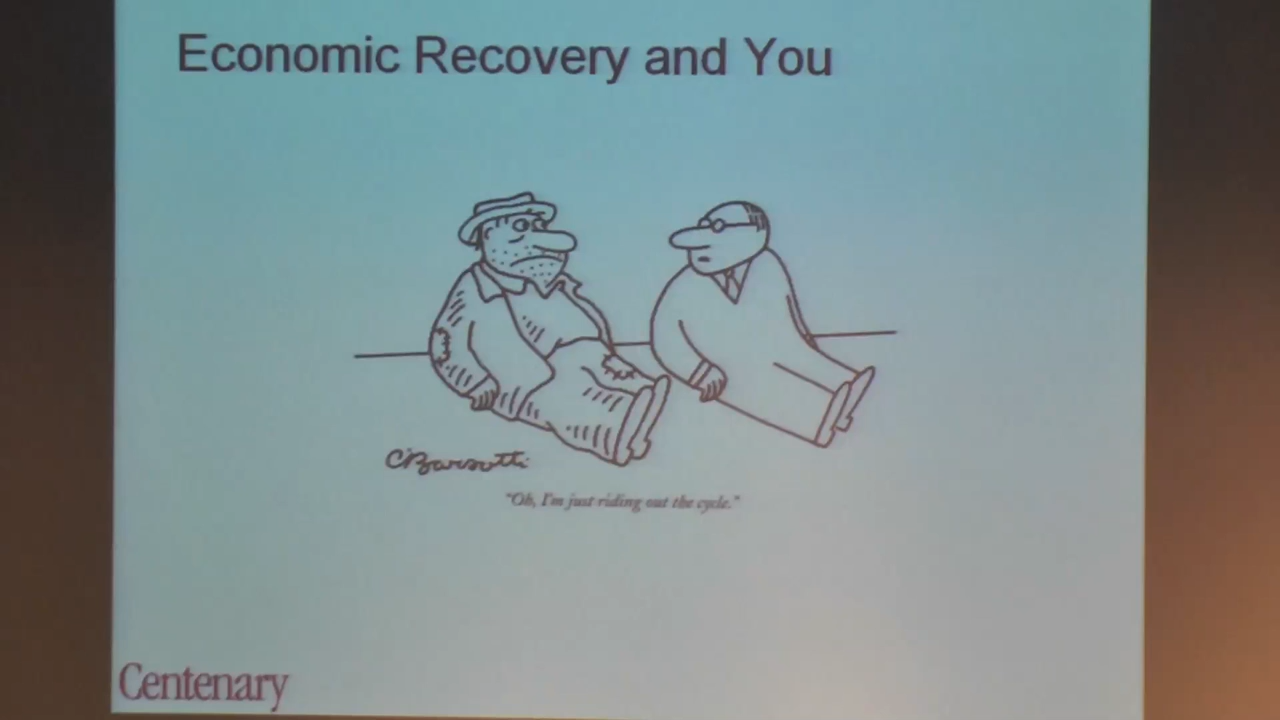 Economic Recovery and You
CBarsotti
"Oh, I'm just riding out the cycle."
Centenary